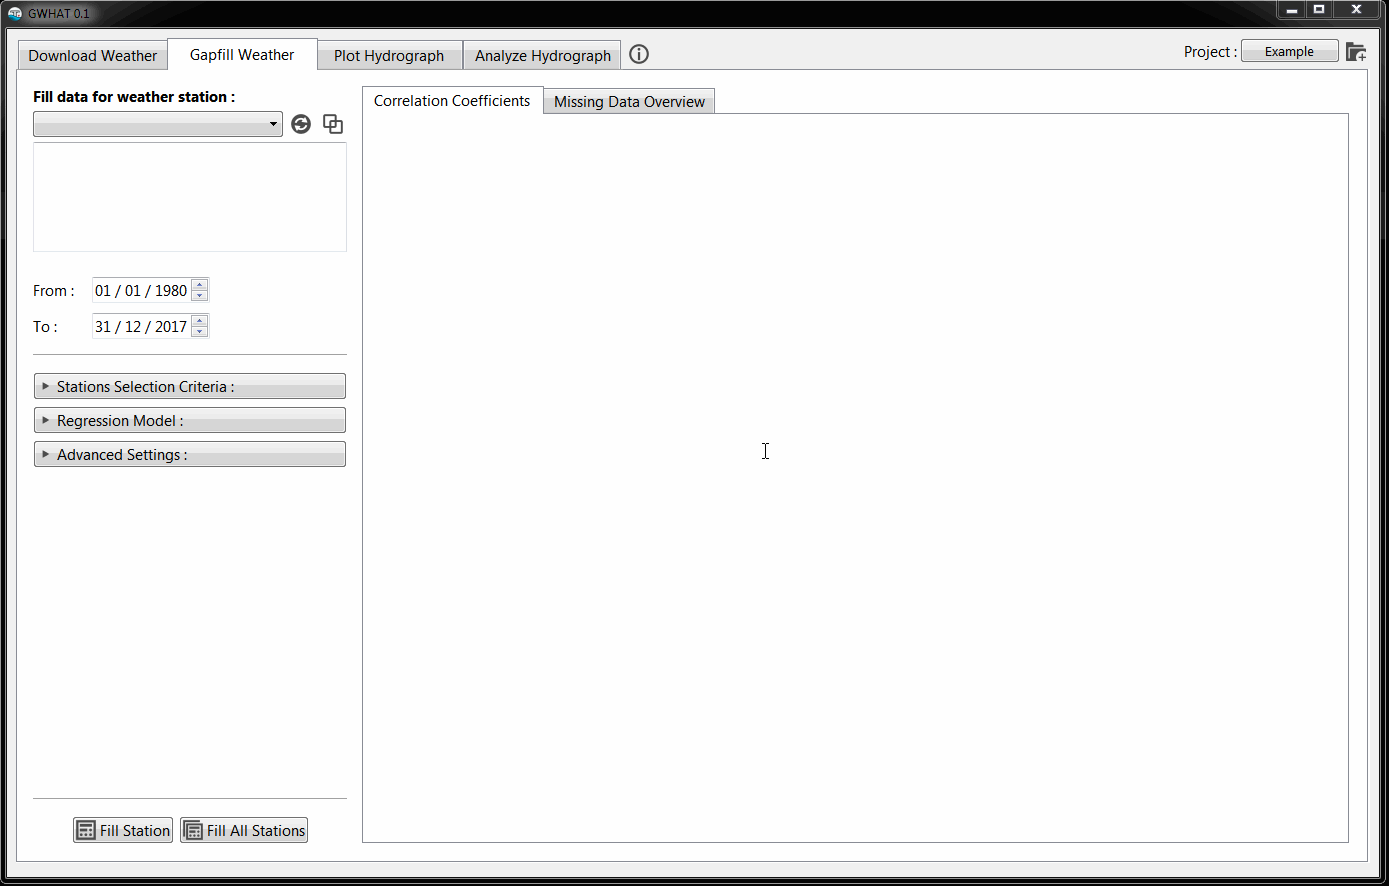 GWHAT 0.1
Download Weather Gapfill Weather Plot Hydrograph Analyze Hydrograph Project : Example
Fill data for weather station :
Correlation Coefficients Missing Data Overview
From : 01 / 01 / 1980
To : 31 / 12 / 2017
Stations Selection Criteria :
Regression Model :
Advanced Settings :
Fill Station Fill All Stations